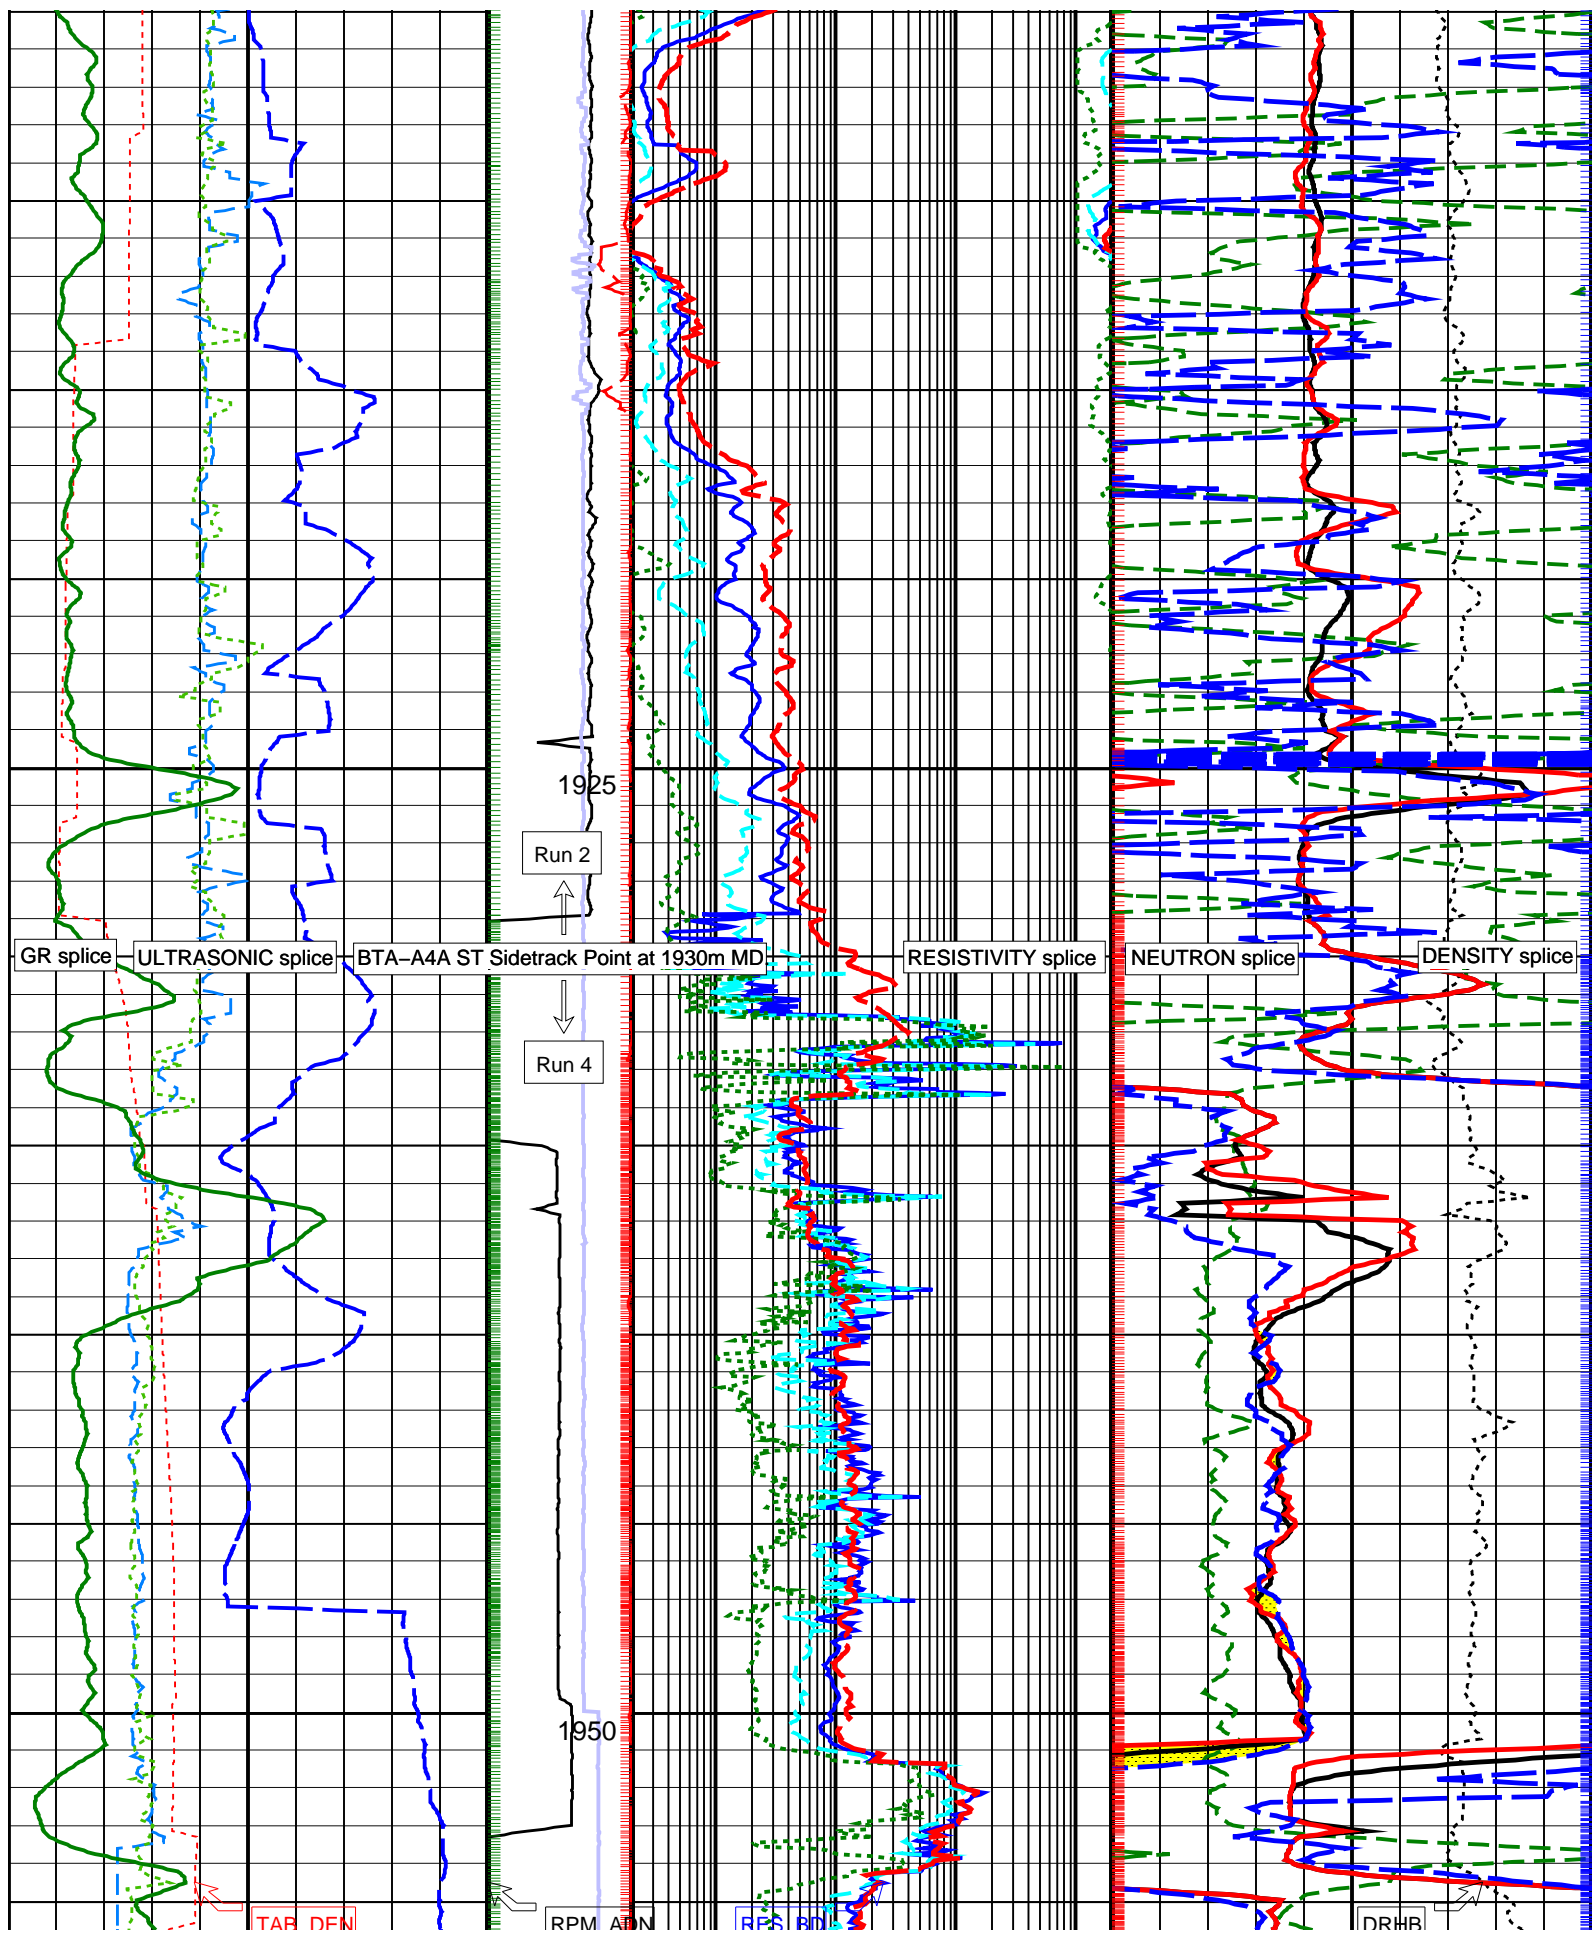 1925
Run 2
GR splice
ULTRASONIC splice
BTA–A4A ST Sidetrack Point at 1930m MD
RESISTIVITY splice
NEUTRON splice
DENSITY splice
Run 4
1950
TAB_DEN
RPM_ADN
RES_BD
DRHB